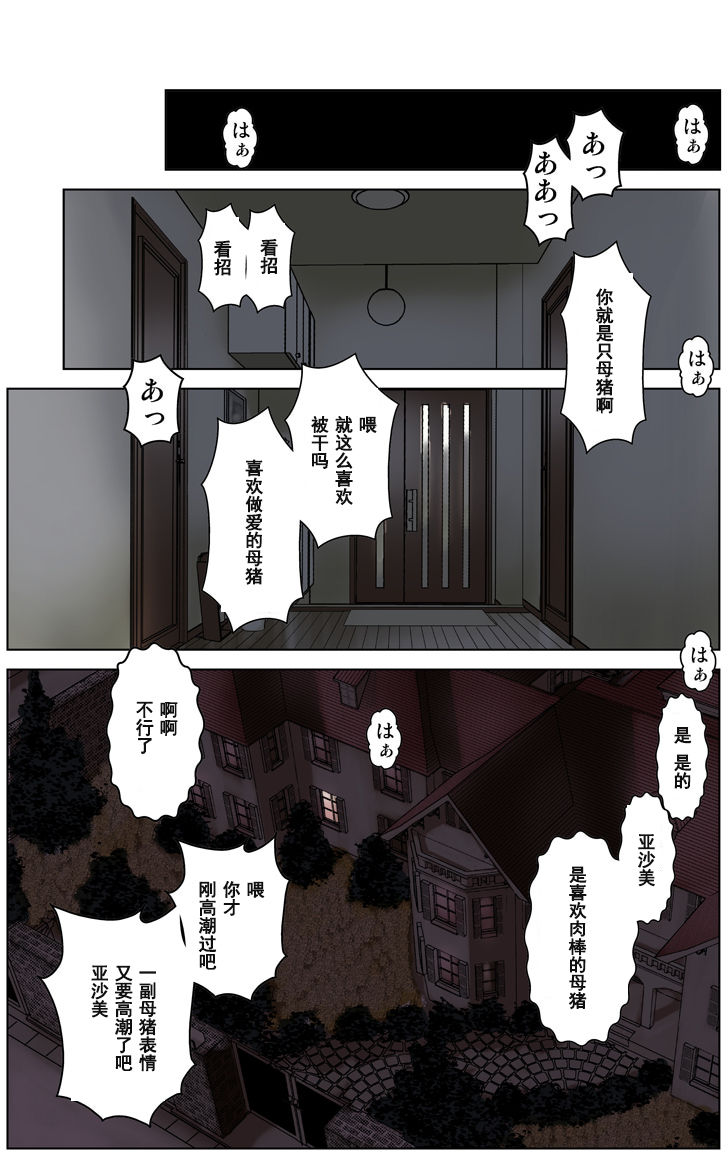 はぁ
はぁ
あっ
ああっ
看招
看招
你就是只母猪啊
はぁ
あっ
喂
就这么喜欢
被干吗
喜欢做爱的母猪
はぁ
是 是的
亚沙美
是喜欢肉棒的母猪
はぁ
啊啊
不行了
喂
你才
刚高潮过吧
一副母猪表情
又要高潮了吧
亚沙美